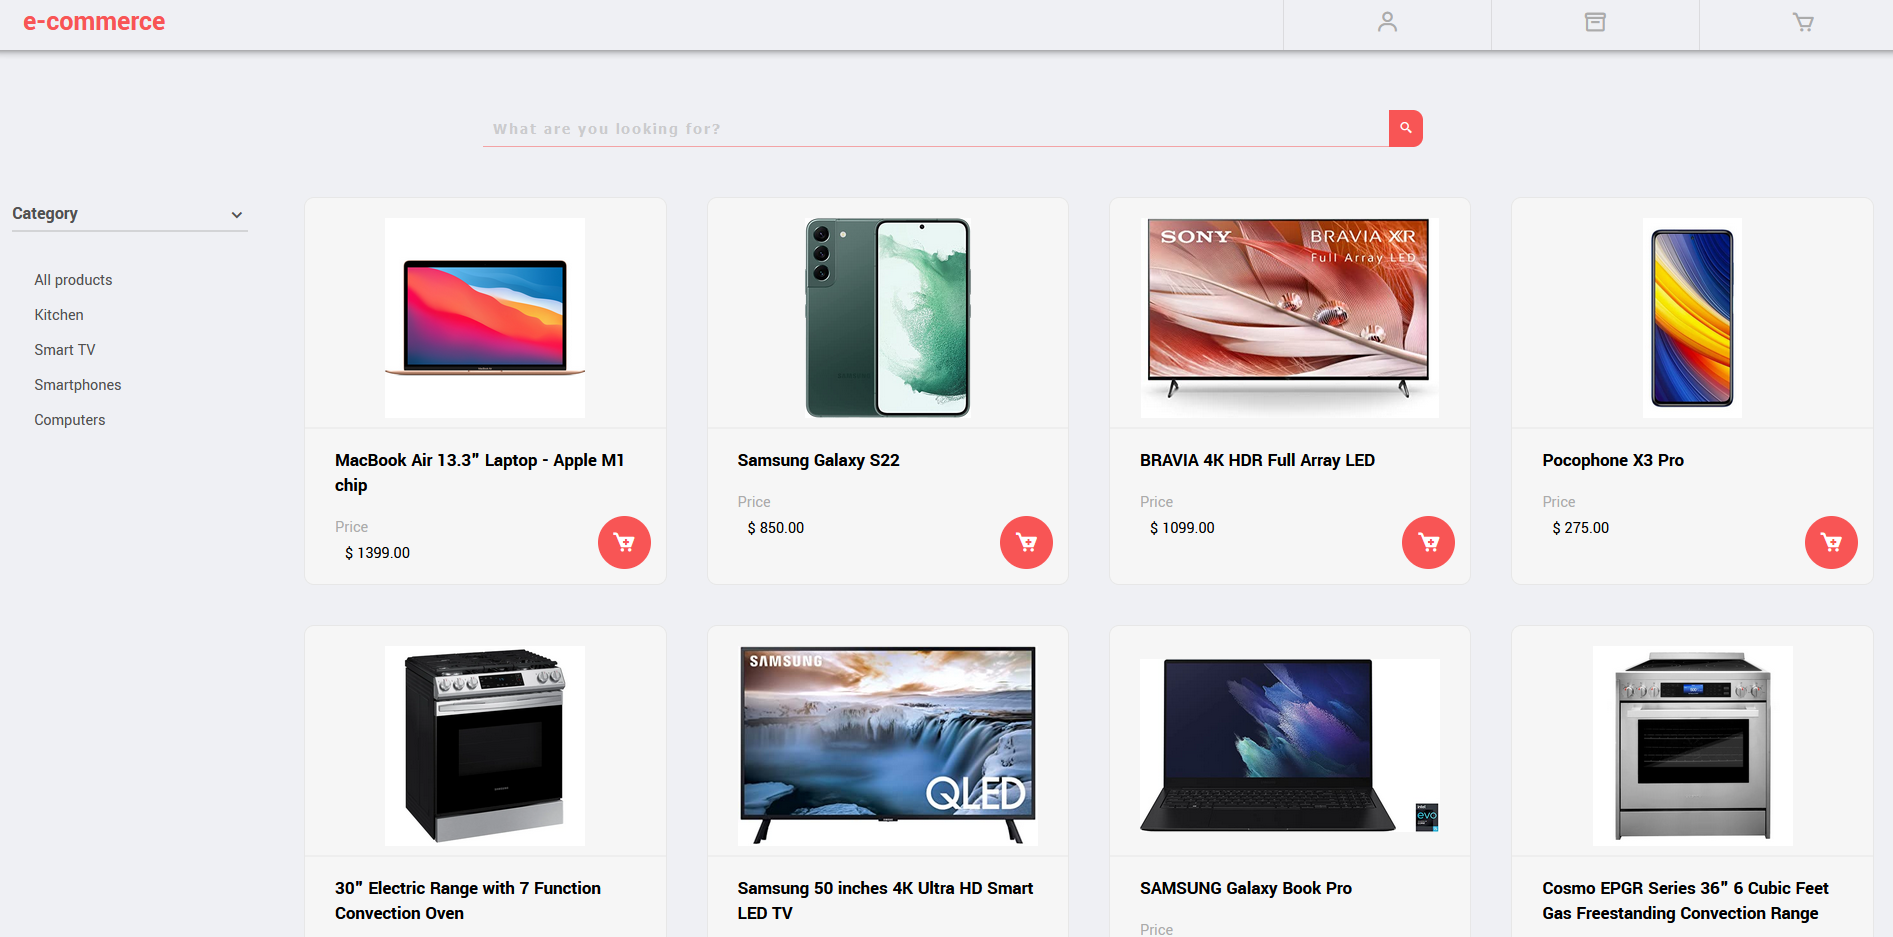 e-commerce
What are you looking for?
Category
All products
Kitchen
Smart TV
Smartphones
Computers
SONY
BRAVIA XR
Full Array LED
MacBook Air 13.3" Laptop - Apple M1
chip
Price
$ 1399.00
Samsung Galaxy S22
Price
$ 850.00
BRAVIA 4K HDR Full Array LED
Price
$ 1099.00
Pocophone X3 Pro
Price
$ 275.00
SAMSUNG
QLED
evo
30" Electric Range with 7 Function
Convection Oven
Samsung 50 inches 4K Ultra HD Smart
LED TV
SAMSUNG Galaxy Book Pro
Price
Cosmo EPGR Series 36" 6 Cubic Feet
Gas Freestanding Convection Range